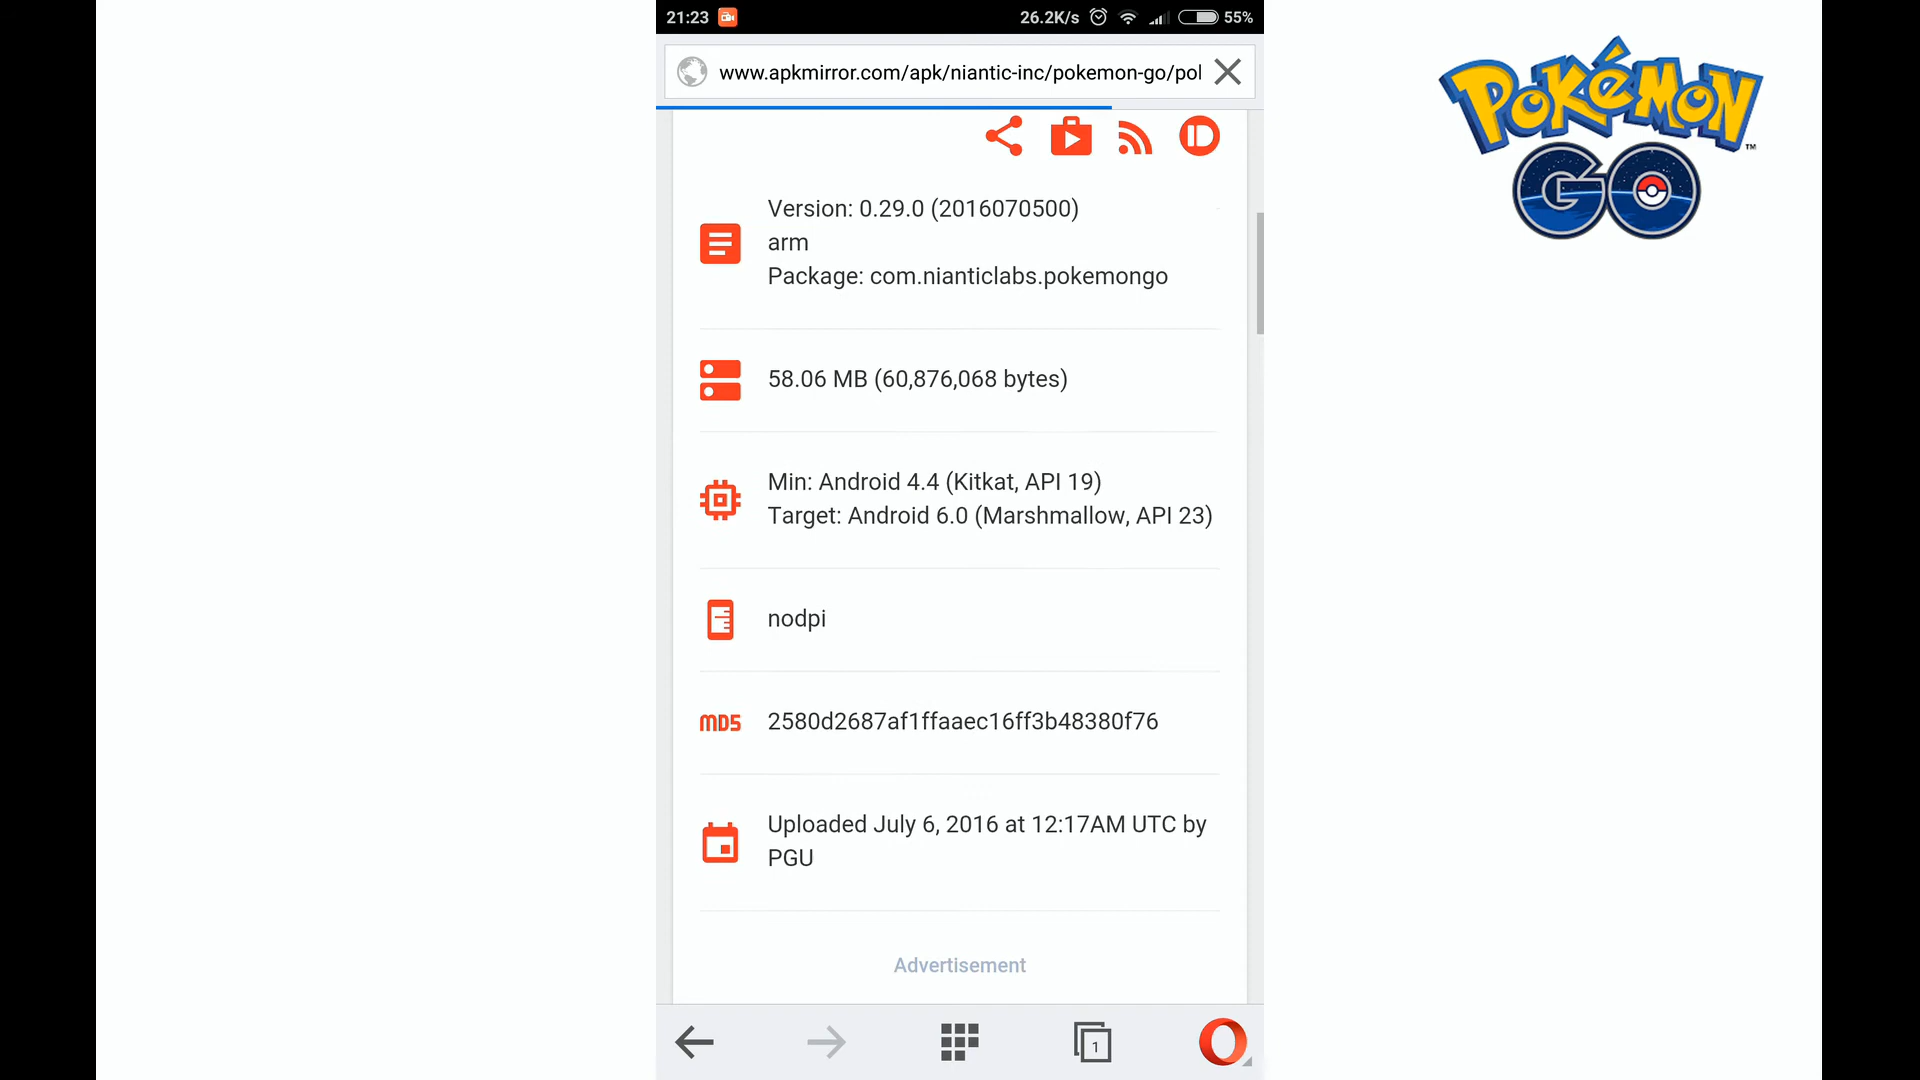 21:23
26.2K/s
55%
www.apkmirror.com/apk/niantic-inc/pokemon-go/pol
POKéMON
™
GO
Version: 0.29.0 (2016070500)
arm
Package: com.nianticlabs.pokemongo
58.06 MB (60,876,068 bytes)
Min: Android 4.4 (Kitkat, API 19)
Target: Android 6.0 (Marshmallow, API 23)
nodpi
MD5
2580d2687af1ffaaec16ff3b48380f76
Uploaded July 6, 2016 at 12:17AM UTC by
PGU
Advertisement
1